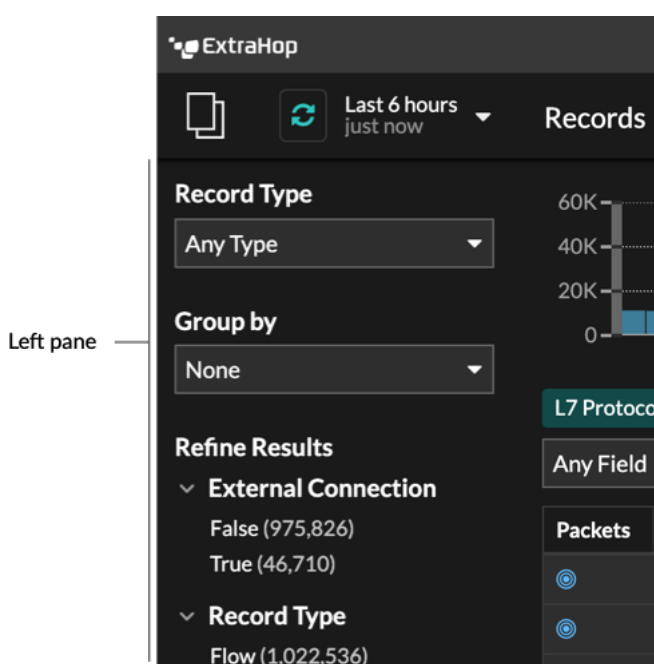 ExtraHop
Last 6 hours
just now
Records
Record Type
Any Type
60K
40K
20K
0
Group by
None
Left pane
L7
Refine Results
Any Field
External Connection
False (975,826)
True (46,710)
Packets
Record Type
Flow (1,022,536)